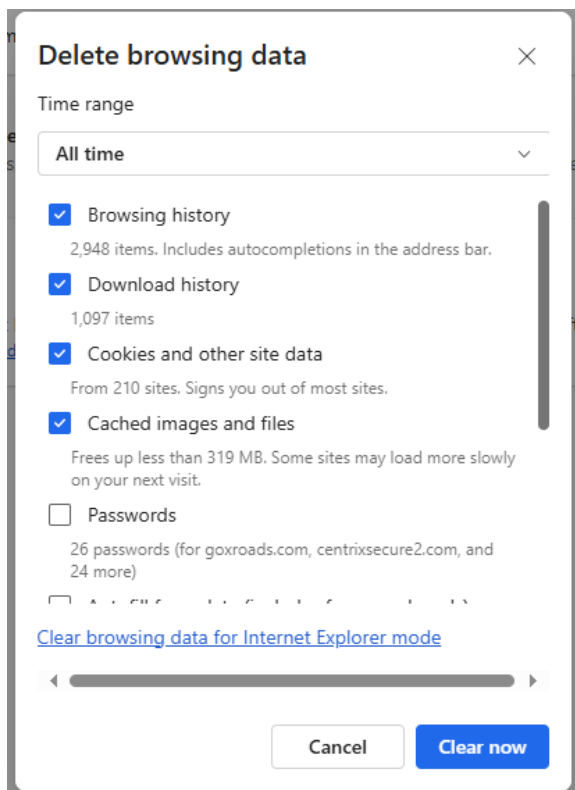 Delete browsing data
Time range
All time
Browsing history
2,948 items. Includes autocompletions in the address bar.
Download history
1,097 items
Cookies and other site data
From 210 sites. Signs you out of most sites.
Cached images and files
Frees up less than 319 MB. Some sites may load more slowly
on your next visit.
Passwords
26 passwords (for goxroads.com, centrixsecure2.com, and
24 more)
Clear browsing data for Internet Explorer mode
Cancel
Clear now